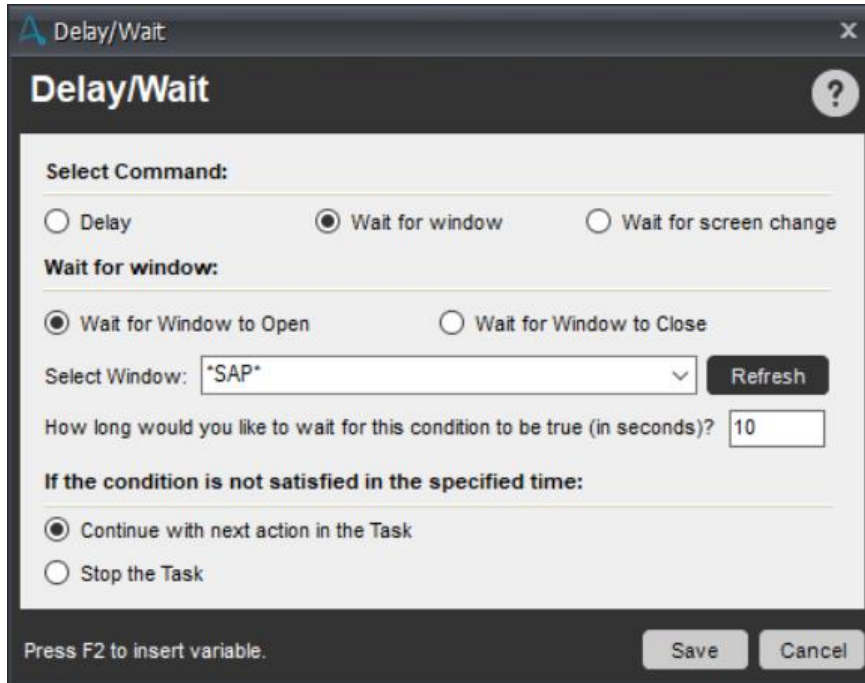 Delay/Wait x
Delay/Wait ?
Select Command:
Delay Wait for window Wait for screen change
Wait for window:
Wait for Window to Open Wait for Window to Close
Select Window: *SAP* Refresh
How long would you like to wait for this condition to be true (in seconds)? 10
If the condition is not satisfied in the specified time:
Continue with next action in the Task
Stop the Task
Press F2 to insert variable. Save Cancel